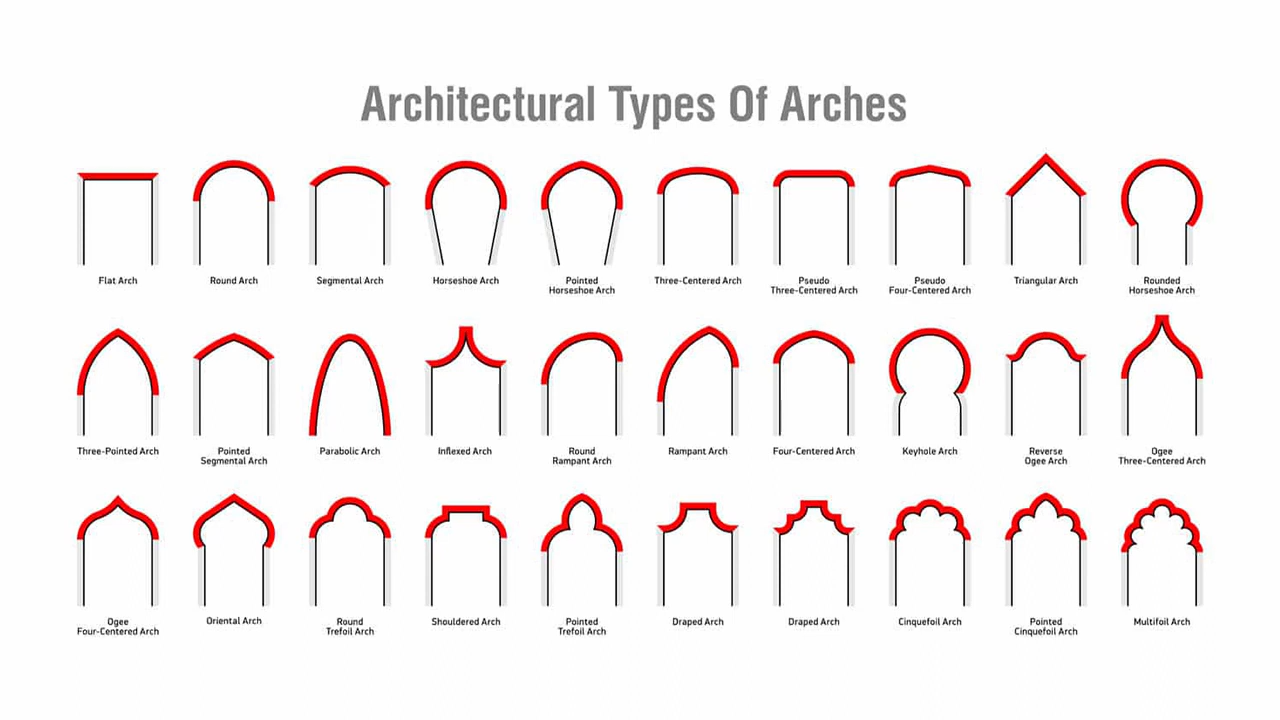 Architectural Types Of Arches
Flat Arch
Round Arch
Segmental Arch
Horseshoe Arch
Pointed
Horseshoe Arch
Three-Centered Arch
Pseudo
Three-Centered Arch
Pseudo
Four-Centered Arch
Triangular Arch
Rounded
Horseshoe Arch
Three-Pointed Arch
Pointed
Segmental Arch
Parabolic Arch
Inflexed Arch
Round
Rampant Arch
Rampant Arch
Four-Centered Arch
Keyhole Arch
Reverse
Ogee Arch
Ogee
Three-Centered Arch
Ogee
Four-Centered Arch
Oriental Arch
Round
Trefoil Arch
Shouldered Arch
Pointed
Trefoil Arch
Draped Arch
Draped Arch
Cinquefoil Arch
Pointed
Cinquefoil Arch
Multifoil Arch